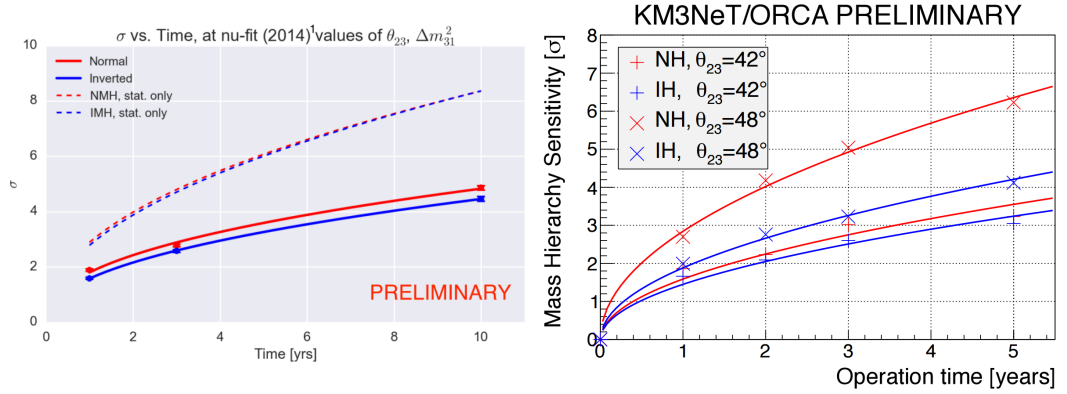 σ vs. Time, at nu-fit (2014)¹values of θ₂₃, Δm²₃₁
10
8
6
4
2
0
σ
Normal
Inverted
NMH, stat. only
IMH, stat. only
PRELIMINARY
0 2 4 6 8 10
Time [yrs]
KM3NeT/ORCA PRELIMINARY
Mass Hierarchy Sensitivity [σ]
8
7
6
5
4
3
2
1
0
NH, θ₂₃=42°
IH, θ₂₃=42°
NH, θ₂₃=48°
IH, θ₂₃=48°
0 1 2 3 4 5
Operation time [years]